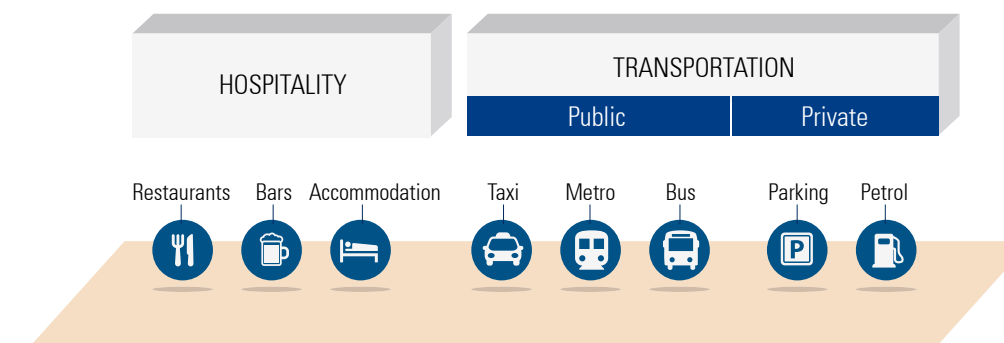 HOSPITALITY
TRANSPORTATION
Public Private
Restaurants Bars Accommodation Taxi Metro Bus Parking Petrol
P